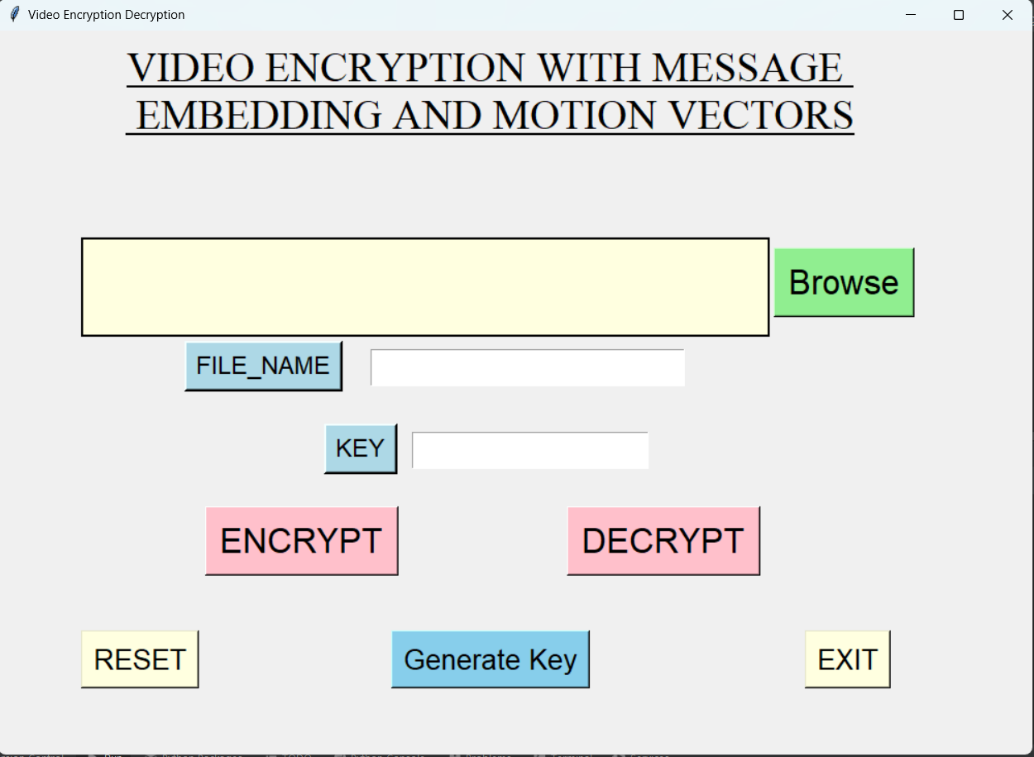 Video Encryption Decryption
VIDEO ENCRYPTION WITH MESSAGE
EMBEDDING AND MOTION VECTORS
Browse
FILE_NAME
KEY
ENCRYPT DECRYPT
RESET Generate Key EXIT